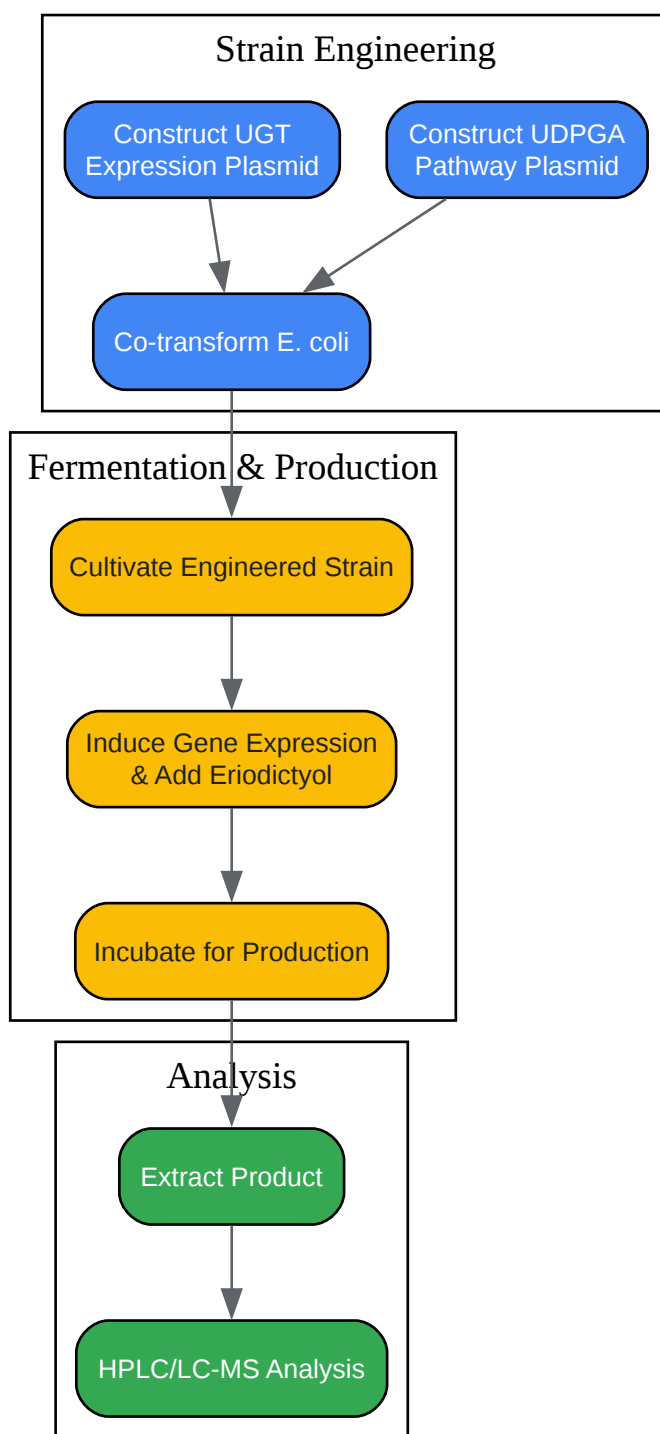 Strain Engineering
Construct UGT
Expression Plasmid
Construct UDPGA
Pathway Plasmid
Co-transform E. coli
Fermentation & Production
Cultivate Engineered Strain
Induce Gene Expression
& Add Eriodictyol
Incubate for Production
Analysis
Extract Product
HPLC/LC-MS Analysis